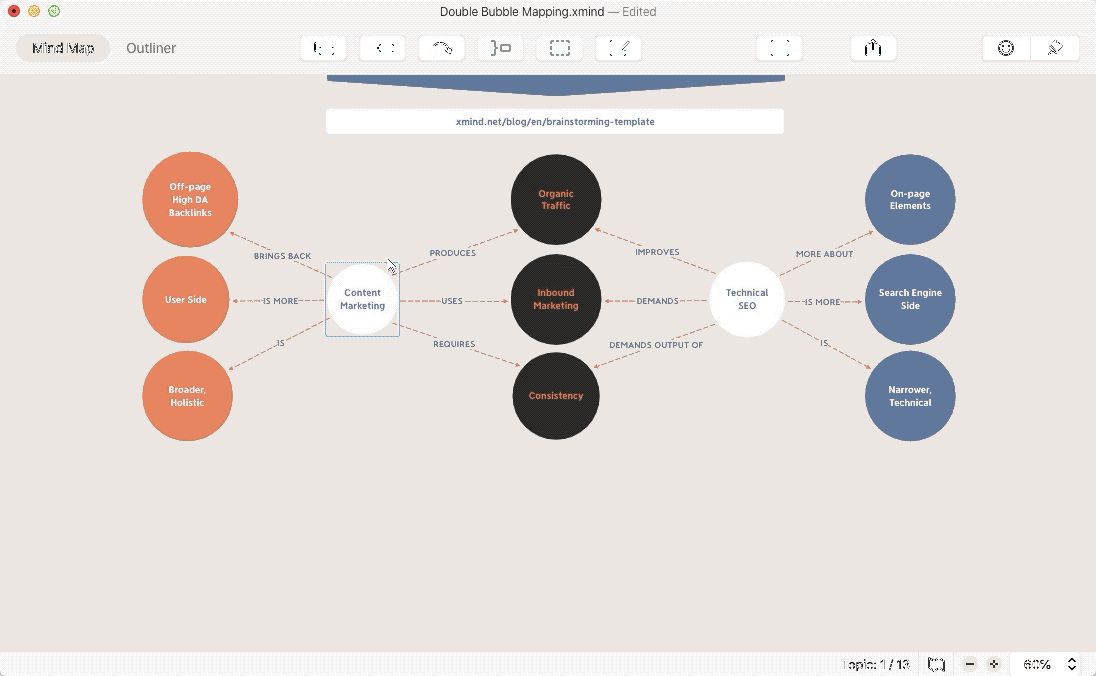 Double Bubble Mapping.xmind — Edited
Mind Map
Outliner
xmind.net/blog/en/brainstorming-template
Off-page
High DA
Backlinks
Organic
Traffic
On-page
Elements
BRINGS BACK
PRODUCES
IMPROVES
MORE ABOUT
User Side
IS MORE
Content
Marketing
USES
Inbound
Marketing
DEMANDS
Technical
SEO
IS MORE
Search Engine
Side
IS
REQUIRES
DEMANDS OUTPUT OF
IS
Broader,
Holistic
Consistency
Narrower,
Technical
Topic: 1 / 13
60%